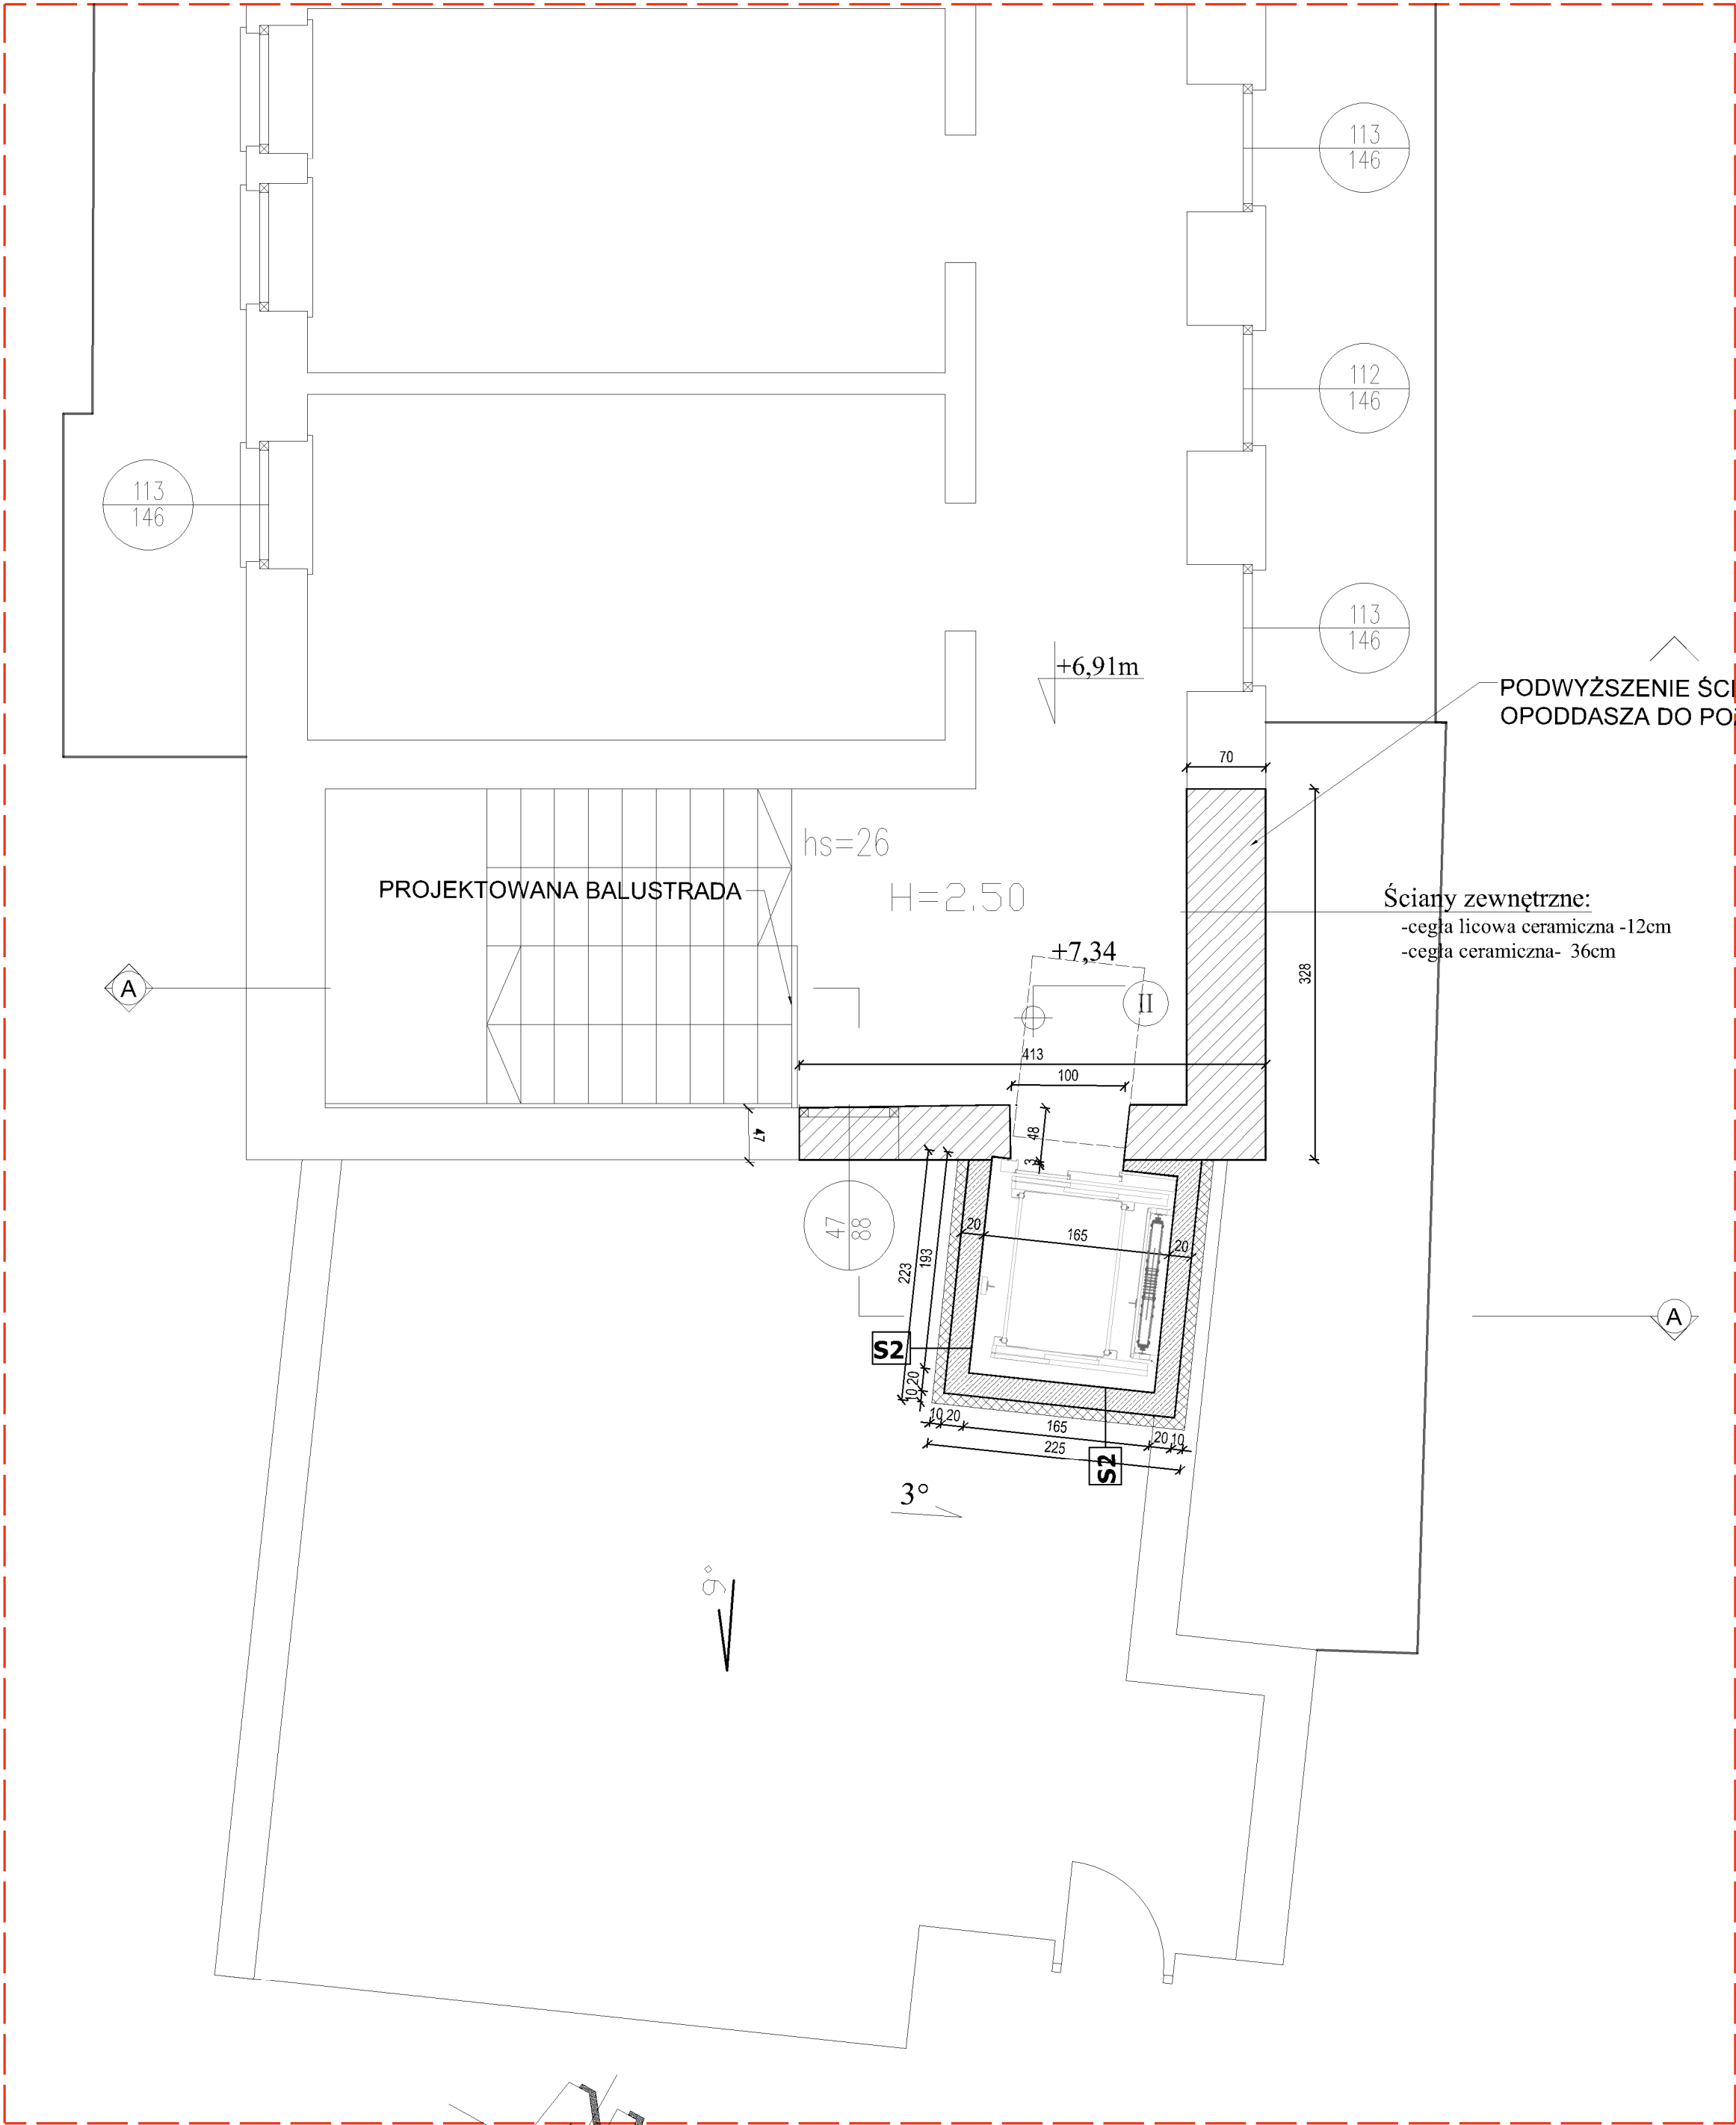 113
146
112
146
113
146
113
146
+6,91m
PODWYŻSZENIE
OPODDASZA DO
70
hs=26
PROJEKTOWANA BALUSTRADA
H=2.50
Ściany zewnętrzne:
-cegła licowa ceramiczna -12cm
-cegła ceramiczna- 36cm
+7,34
328
A
II
413
100
47
48
3
47
88
20
165
20
223
193
A
S2
20
10
10
20
165
20
10
225
S2
3°
9°